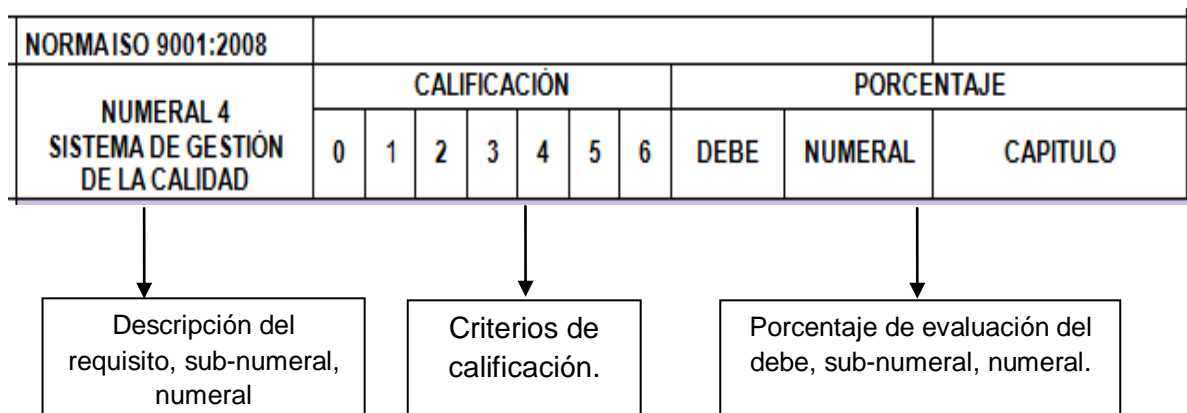 NORMA ISO 9001:2008
CALIFICACIÓN PORCENTAJE
NUMERAL 4
SISTEMA DE GESTIÓN
DE LA CALIDAD
0 1 2 3 4 5 6 DEBE NUMERAL CAPITULO
Descripción del
requisito, sub-numeral,
numeral
Criterios de
calificación.
Porcentaje de evaluación del
debe, sub-numeral, numeral.